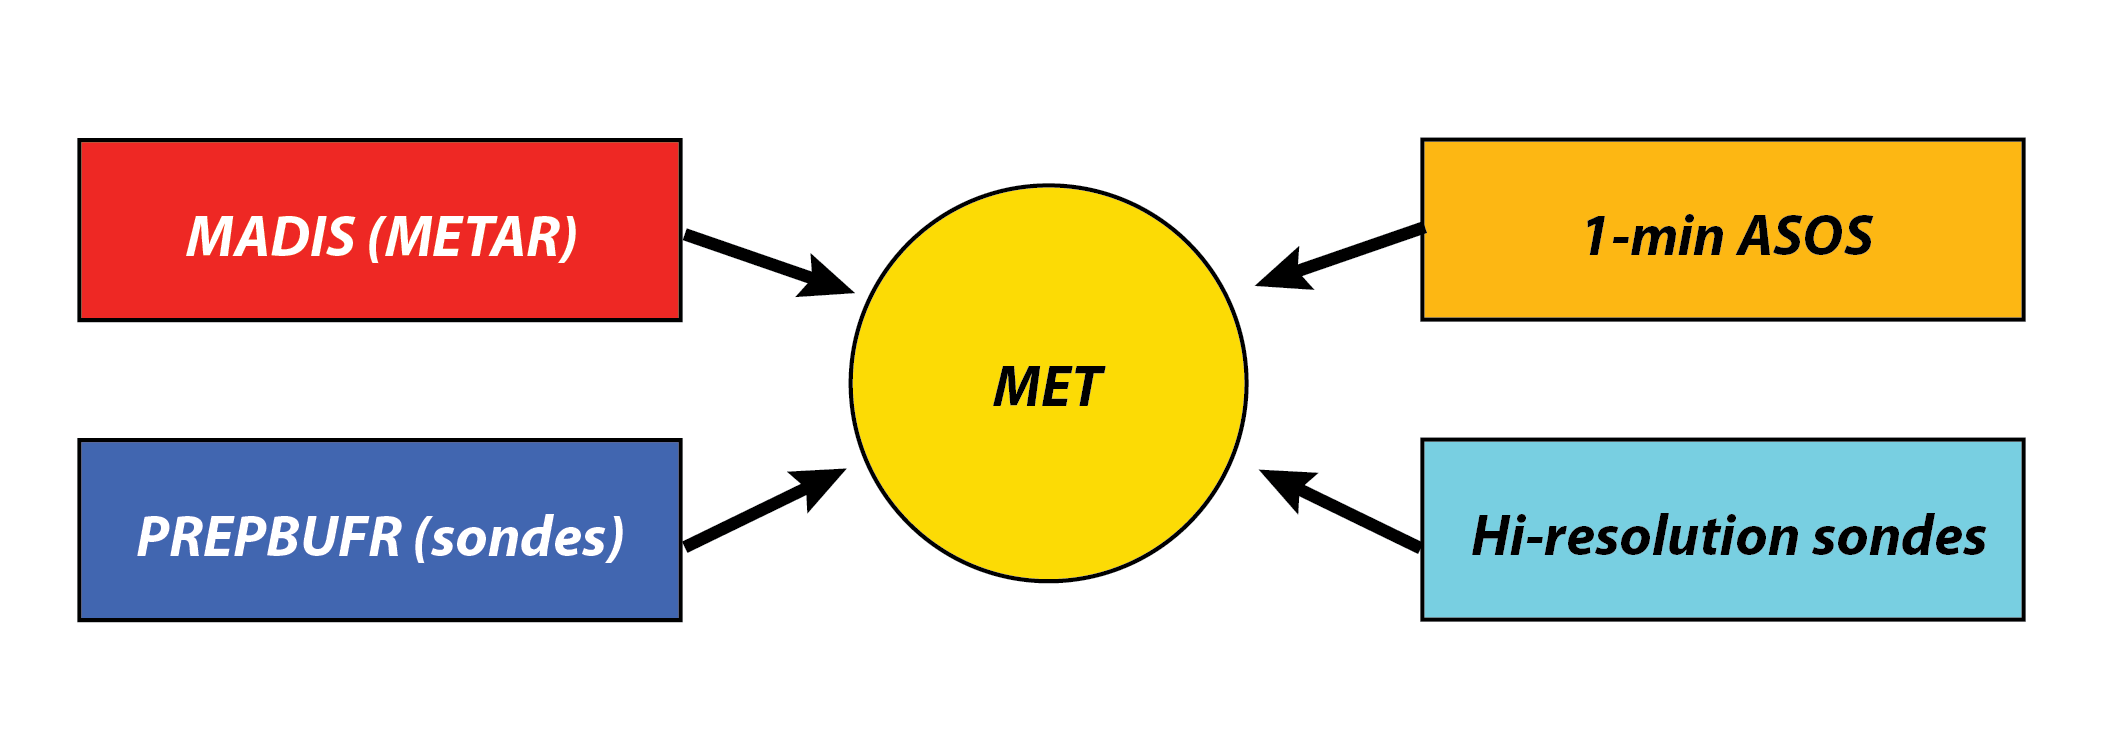 MADIS (METAR)
1-min ASOS
MET
PREPBUFR (sondes)
Hi-resolution sondes